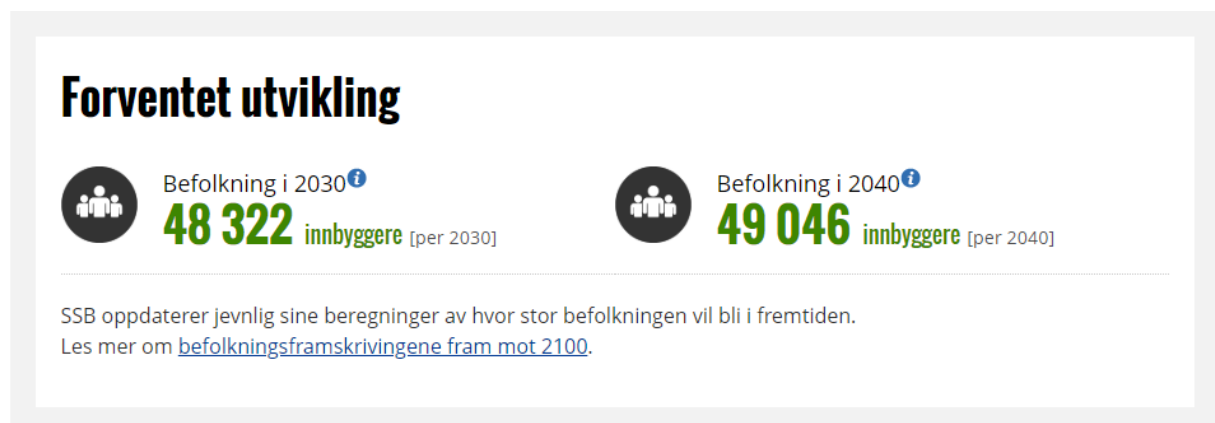 Forventet utvikling
Befolkning i 2030
48 322 innbyggere [per 2030]
Befolkning i 2040
49 046 innbyggere [per 2040]
SSB oppdaterer jevnlig sine beregninger av hvor stor befolkningen vil bli i fremtiden.
Les mer om befolkningsframskrivingene fram mot 2100.